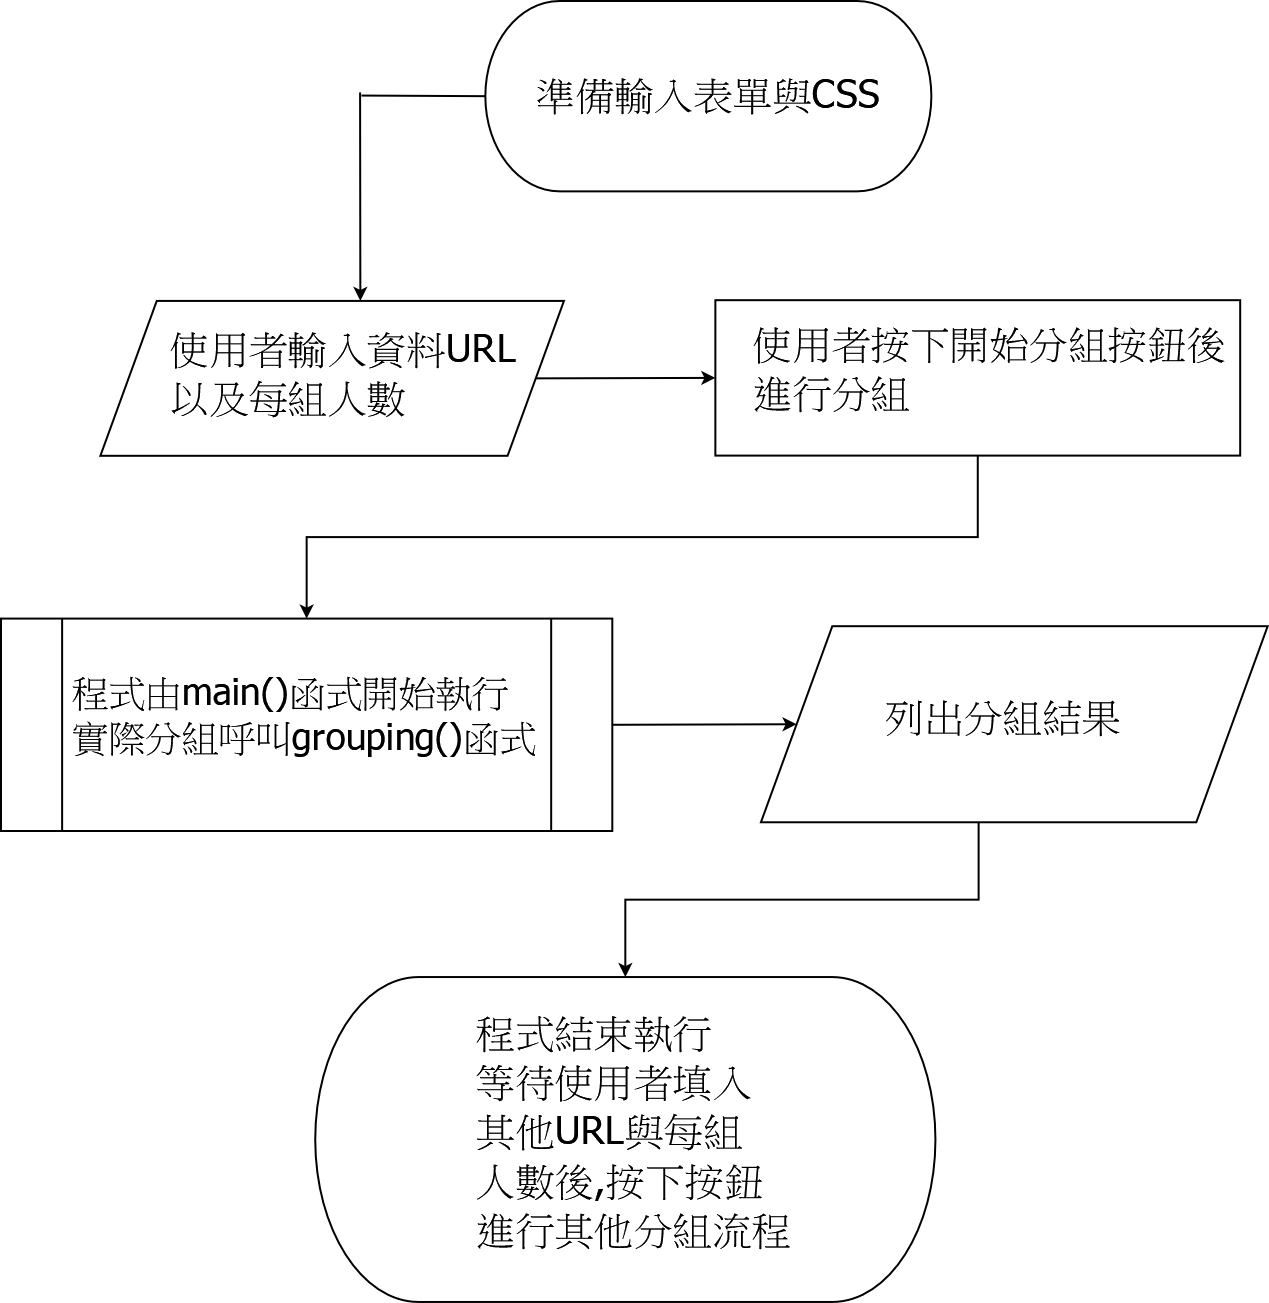 準備輸入表單與CSS
使用者輸入資料URL
以及每組人數
使用者按下開始分組按鈕後
進行分組
程式由main()函式開始執行
實際分組呼叫grouping()函式
列出分組結果
程式結束執行
等待使用者填入
其他URL與每組
人數後,按下按鈕
進行其他分組流程